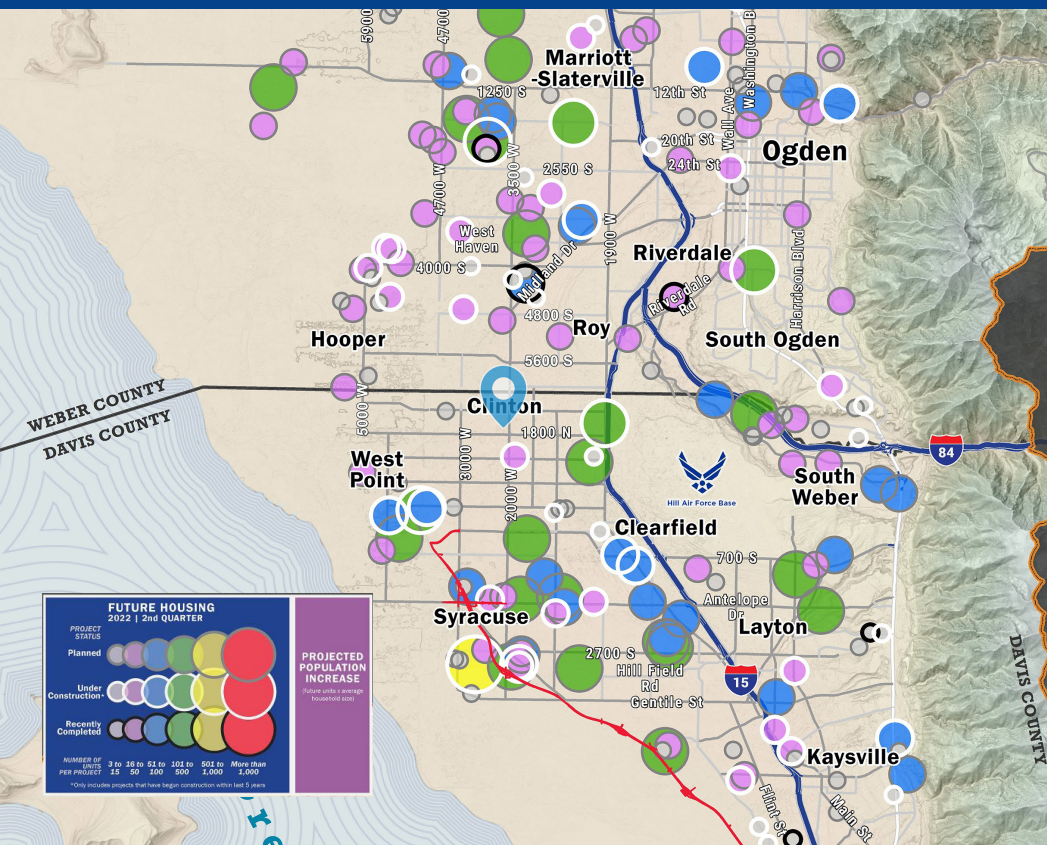 5900
4700
Washington B
Marriott
-Slaterville
1250 S
12th St
Wall Ave
20th St
Ogden
24th St
2550 S
3500 W
4700 W
West
Haven
1900 W
Midland Dr
4000 S
Riverdale
Harrison Blvd
Riverdale
Rd
4800 S
Roy
South Ogden
Hooper
5600 S
WEBER COUNTY
DAVIS COUNTY
5000 W
Clinton
1800 N
3000 W
2000 W
West
Point
84
South
Weber
Hill Air Force Base
Clearfield
700 S
Antelope
Dr
Layton
Syracuse
2700 S
Hill Field
Rd
Gentile St
15
Kaysville
Flint St
Main St
DAVIS COUNTY
FUTURE HOUSING
2022 | 2nd QUARTER
PROJECT
STATUS
Planned
Under
Construction*
Recently
Completed
NUMBER OF
UNITS
PER PROJECT
3 to
15
16 to
50
51 to
100
101 to
500
501 to
1,000
More than
1,000
*Only includes projects that have begun construction within last 5 years
PROJECTED
POPULATION
INCREASE
(future units x average
household size)
re